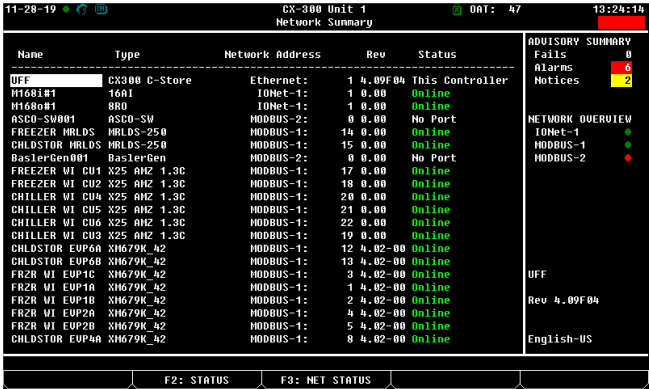 11-28-19 CX-300 Unit 1 OAT: 47 13:24:14
Network Summary
ADVISORY SUMMARY
Fails 0
Alarms 6
Notices 2
NETWORK OVERVIEW
IONet-1
MODBUS-1
MODBUS-2
Name Type Network Address Rev Status
UFF CX300 C-Store Ethernet: 1 4.09F04 This Controller
M168i#1 16AI IONet-1: 1 0.00 Online
M168o#1 8RO IONet-1: 1 0.00 Online
ASCO-SW001 ASCO-SW MODBUS-2: 0 0.00 No Port
FREEZER MRLDS MRLDS-250 MODBUS-1: 14 0.00 Online
CHLDSTOR MRLDS MRLDS-250 MODBUS-1: 15 0.00 Online
BaslerGen001 BaslerGen MODBUS-2: 0 0.00 No Port
FREEZER WI CU1 X25 AMZ 1.3C MODBUS-1: 17 0.00 Online
FREEZER WI CU2 X25 AMZ 1.3C MODBUS-1: 18 0.00 Online
CHILLER WI CU4 X25 AMZ 1.3C MODBUS-1: 20 0.00 Online
CHILLER WI CU5 X25 AMZ 1.3C MODBUS-1: 21 0.00 Online
CHILLER WI CU6 X25 AMZ 1.3C MODBUS-1: 22 0.00 Online
CHILLER WI CU3 X25 AMZ 1.3C MODBUS-1: 19 0.00 Online
CHLDSTOR EVP6A XM679K_42 MODBUS-1: 12 4.02-00 Online
CHLDSTOR EVP6B XM679K_42 MODBUS-1: 13 4.02-00 Online
FRZR WI EVP1C XM679K_42 MODBUS-1: 3 4.02-00 Online
FRZR WI EVP1A XM679K_42 MODBUS-1: 1 4.02-00 Online
FRZR WI EVP1B XM679K_42 MODBUS-1: 2 4.02-00 Online
FRZR WI EVP2A XM679K_42 MODBUS-1: 4 4.02-00 Online
FRZR WI EVP2B XM679K_42 MODBUS-1: 5 4.02-00 Online
CHLDSTOR EVP4A XM679K_42 MODBUS-1: 8 4.02-00 Online
UFF
Rev 4.09F04
English-US
F2: STATUS F3: NET STATUS